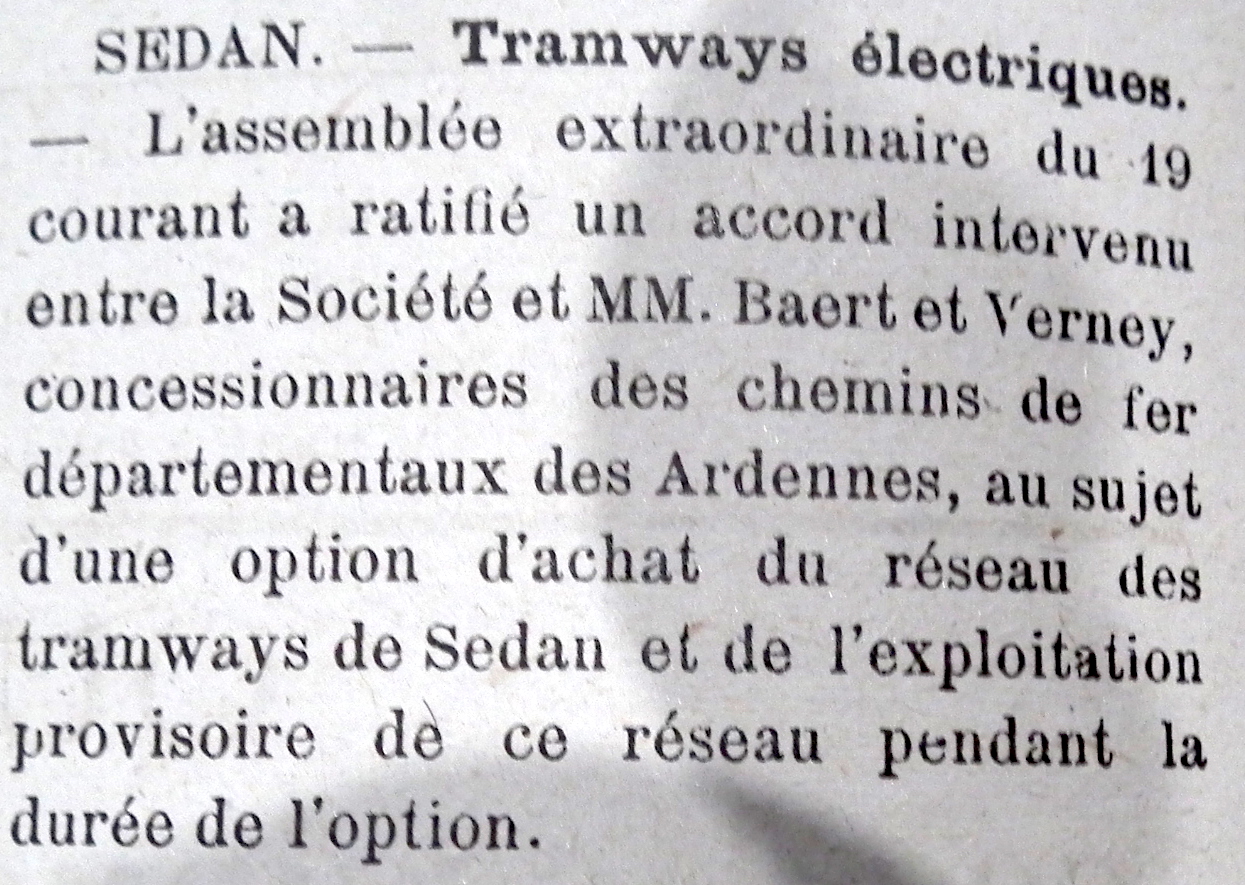 SEDAN. — Tramways électriques.
— L'assemblée extraordinaire du 19
courant a ratifié un accord intervenu
entre la Société et MM. Baert et Verney,
concessionnaires des chemins de fer
départementaux des Ardennes, au sujet
d'une option d'achat du réseau des
tramways de Sedan et de l'exploitation
provisoire de ce réseau pendant la
durée de l'option.